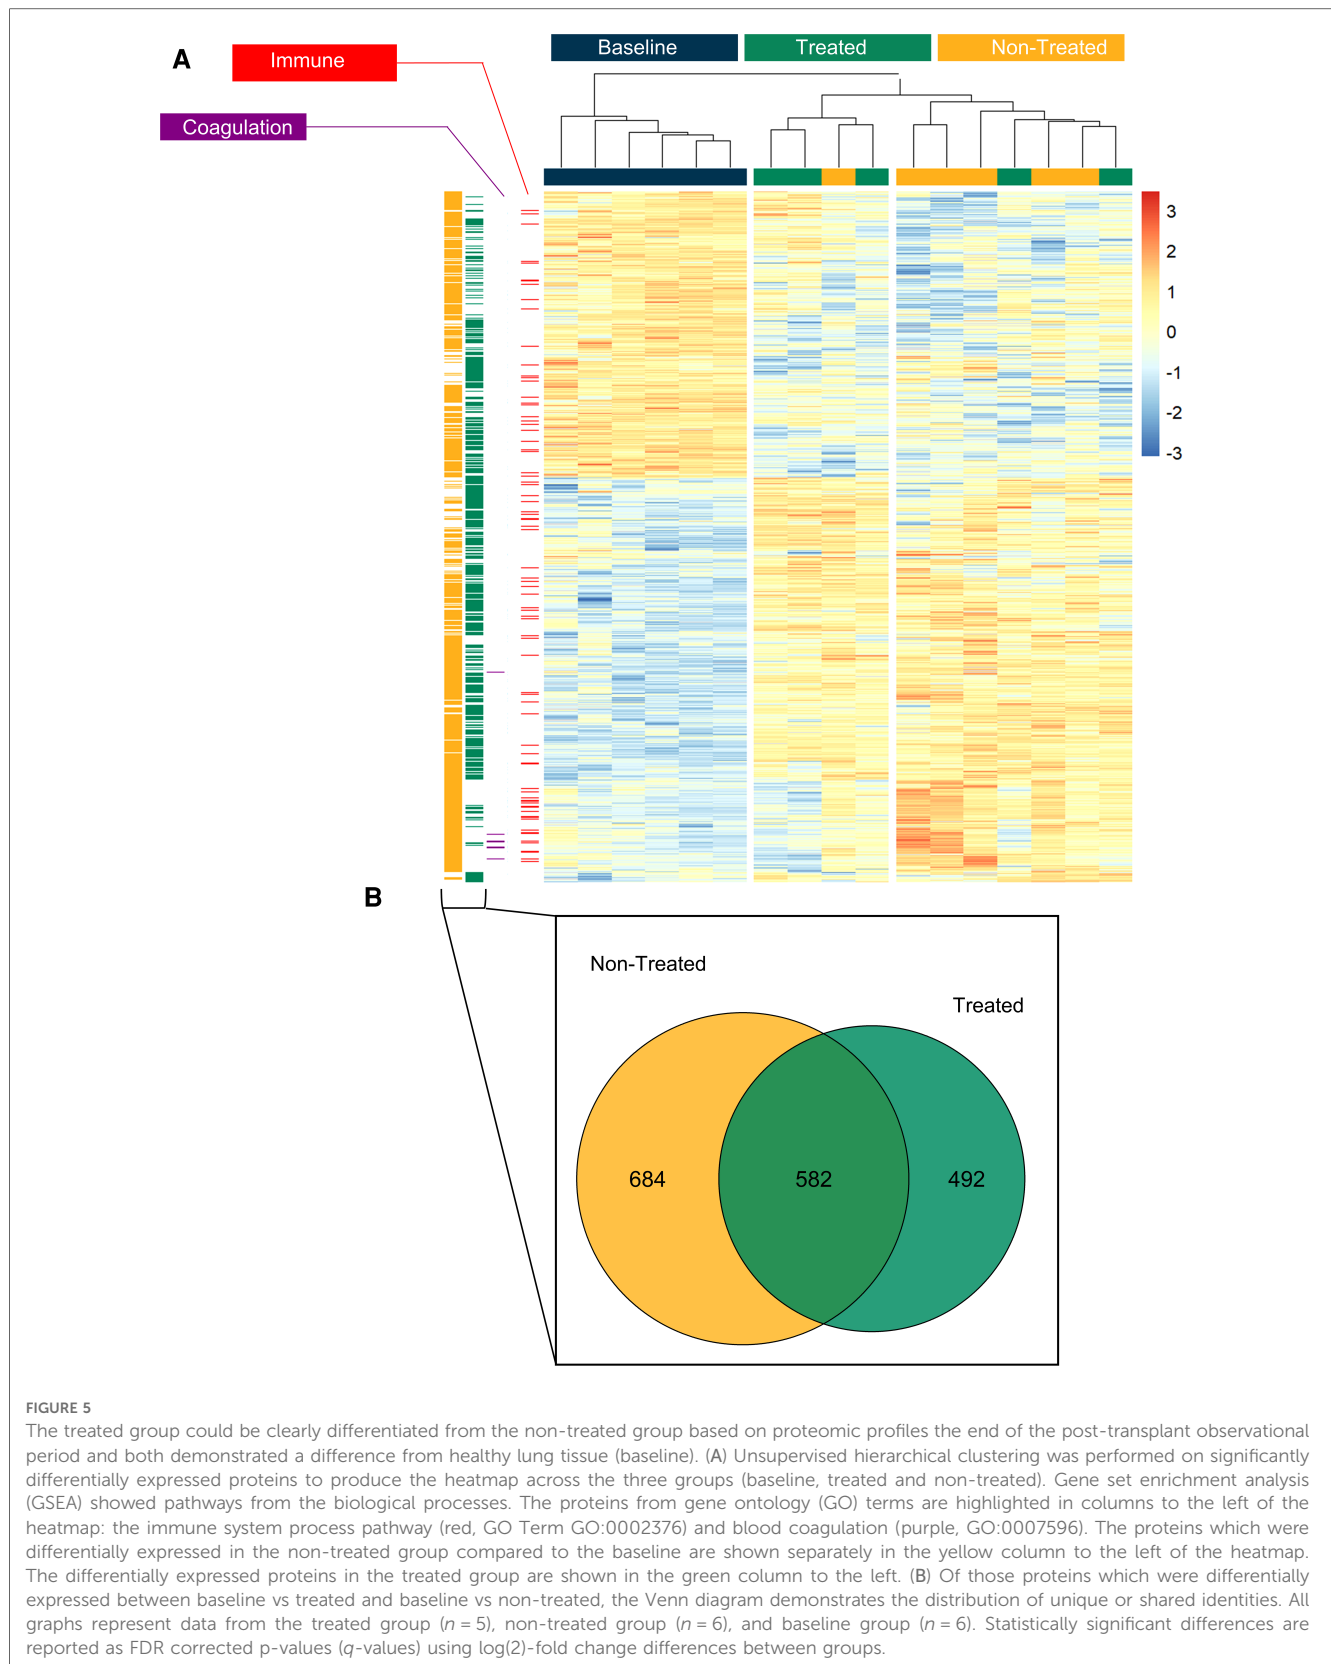 A
Immune
Coagulation
Baseline
Treated
Non-Treated
3
2
1
0
-1
-2
-3
B
Non-Treated
Treated
684
582
492
FIGURE 5
The treated group could be clearly differentiated from the non-treated group based on proteomic profiles the end of the post-transplant observational
period and both demonstrated a difference from healthy lung tissue (baseline). (A) Unsupervised hierarchical clustering was performed on significantly
differentially expressed proteins to produce the heatmap across the three groups (baseline, treated and non-treated). Gene set enrichment analysis
(GSEA) showed pathways from the biological processes. The proteins from gene ontology (GO) terms are highlighted in columns to the left of the
heatmap: the immune system process pathway (red, GO Term GO:0002376) and blood coagulation (purple, GO:0007596). The proteins which were
differentially expressed in the non-treated group compared to the baseline are shown separately in the yellow column to the left of the heatmap.
The differentially expressed proteins in the treated group are shown in the green column to the left. (B) Of those proteins which were differentially
expressed between baseline vs treated and baseline vs non-treated, the Venn diagram demonstrates the distribution of unique or shared identities. All
graphs represent data from the treated group (n = 5), non-treated group (n = 6), and baseline group (n = 6). Statistically significant differences are
reported as FDR corrected p-values (q-values) using log(2)-fold change differences between groups.